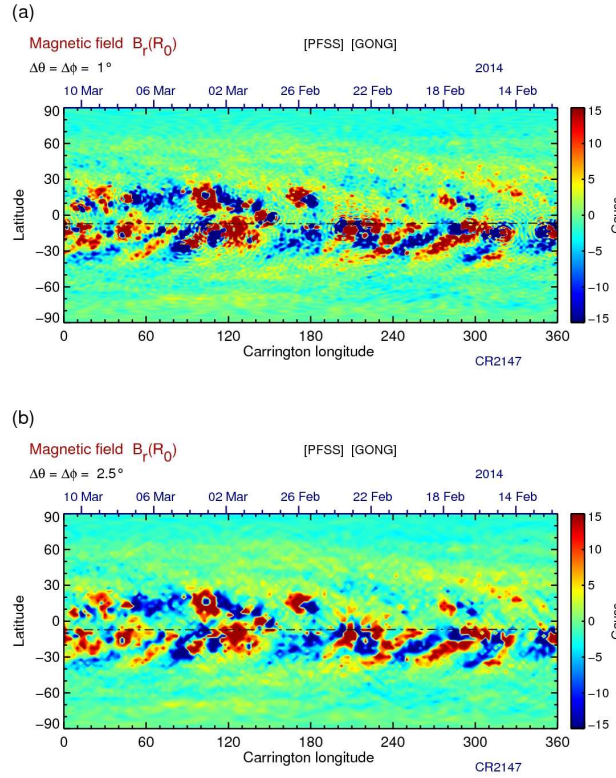 (a)
Magnetic field B_r(R_0) [PFSS] [GONG]
Δθ = Δϕ = 1° 2014
10 Mar 06 Mar 02 Mar 26 Feb 22 Feb 18 Feb 14 Feb
90
60
30
0
−30
−60
−90
Latitude
0 60 120 180 240 300 360
Carrington longitude
CR2147
15
10
5
0
−5
−10
−15
Gauss
(b)
Magnetic field B_r(R_0) [PFSS] [GONG]
Δθ = Δϕ = 2.5° 2014
10 Mar 06 Mar 02 Mar 26 Feb 22 Feb 18 Feb 14 Feb
90
60
30
0
−30
−60
−90
Latitude
0 60 120 180 240 300 360
Carrington longitude
CR2147
15
10
5
0
−5
−10
−15
Gauss